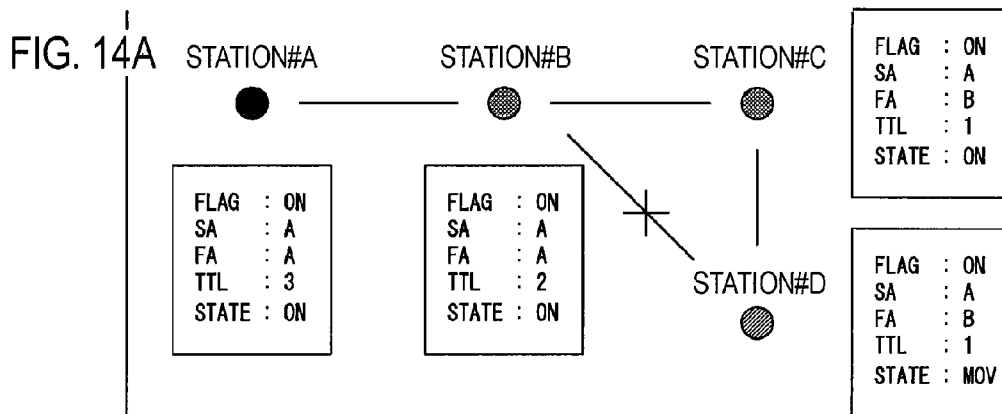 FIG. 14A
STATION#A
STATION#B
STATION#C
FLAG : ON
SA : A
FA : B
TTL : 1
STATE : ON
FLAG : ON
SA : A
FA : A
TTL : 3
STATE : ON
FLAG : ON
SA : A
FA : A
TTL : 2
STATE : ON
STATION#D
FLAG : ON
SA : A
FA : B
TTL : 1
STATE : MOV